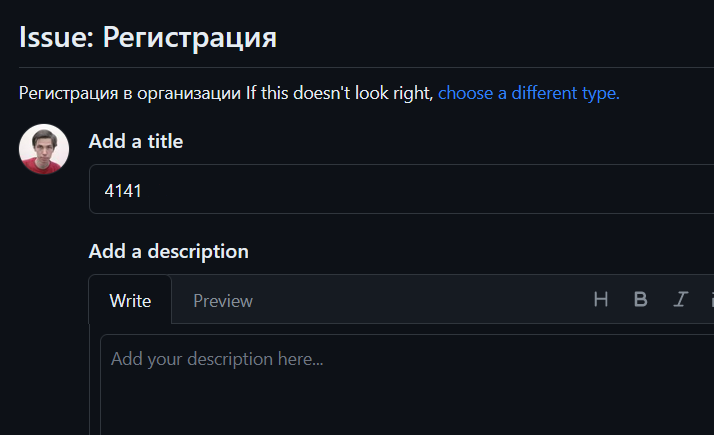 Issue: Регистрация
Регистрация в организации If this doesn't look right, choose a different type.
Add a title
4141
Add a description
Write Preview H B I
Add your description here...